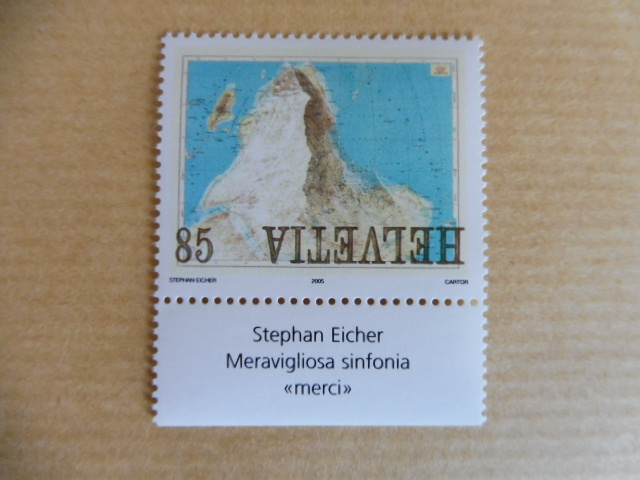 85 HELVETIA
STEPHAN EICHER 2005 CARTOR
Stephan Eicher
Meravigliosa sinfonia
«merci»